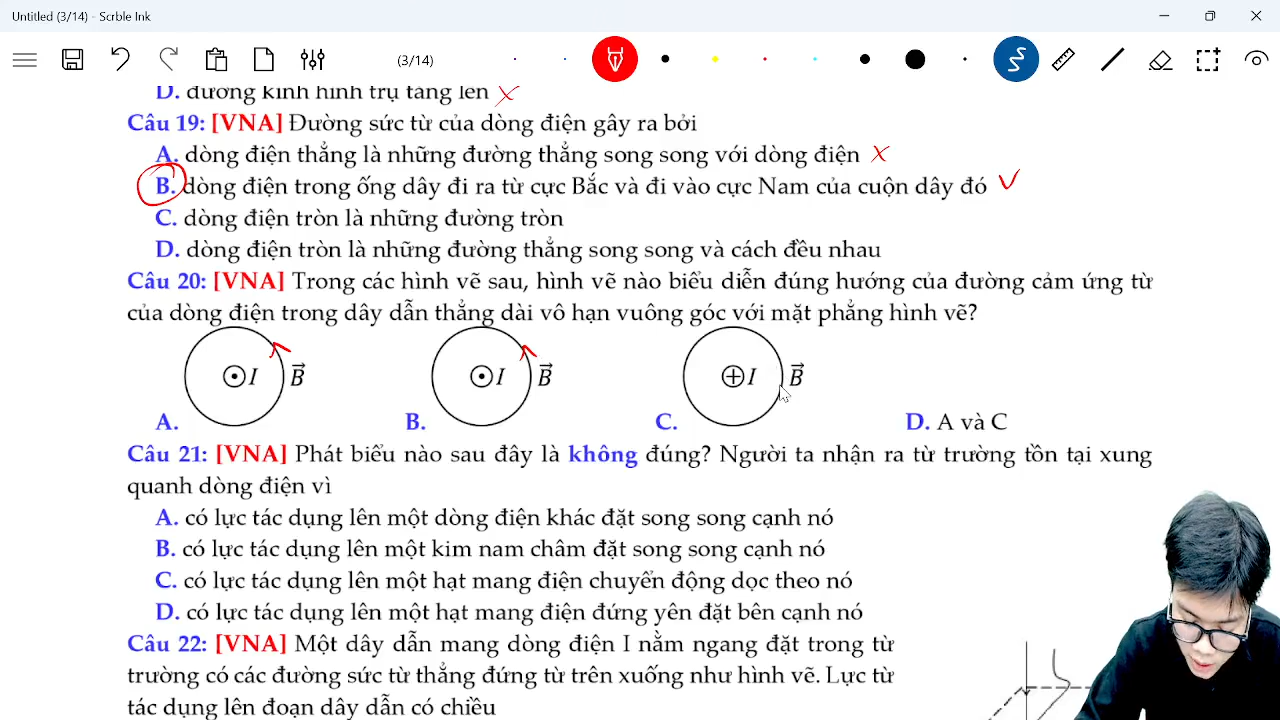 Untitled (3/14) - Scrble Ink
(3/14)
D. đường kính hình trụ tăng lên
Câu 19: [VNA] Đường sức từ của dòng điện gây ra bởi
A. dòng điện thẳng là những đường thẳng song song với dòng điện
B. dòng điện trong ống dây đi ra từ cực Bắc và đi vào cực Nam của cuộn dây đó
C. dòng điện tròn là những đường tròn
D. dòng điện tròn là những đường thẳng song song và cách đều nhau
Câu 20: [VNA] Trong các hình vẽ sau, hình vẽ nào biểu diễn đúng hướng của đường cảm ứng từ
của dòng điện trong dây dẫn thẳng dài vô hạn vuông góc với mặt phẳng hình vẽ?
I B⃗ I B⃗ I B⃗
A. B. C. D. A và C
Câu 21: [VNA] Phát biểu nào sau đây là không đúng? Người ta nhận ra từ trường tồn tại xung
quanh dòng điện vì
A. có lực tác dụng lên một dòng điện khác đặt song song cạnh nó
B. có lực tác dụng lên một kim nam châm đặt song song cạnh nó
C. có lực tác dụng lên một hạt mang điện chuyển động dọc theo nó
D. có lực tác dụng lên một hạt mang điện đứng yên đặt bên cạnh nó
Câu 22: [VNA] Một dây dẫn mang dòng điện I nằm ngang đặt trong từ
trường có các đường sức từ thẳng đứng từ trên xuống như hình vẽ. Lực từ
tác dụng lên đoạn dây dẫn có chiều